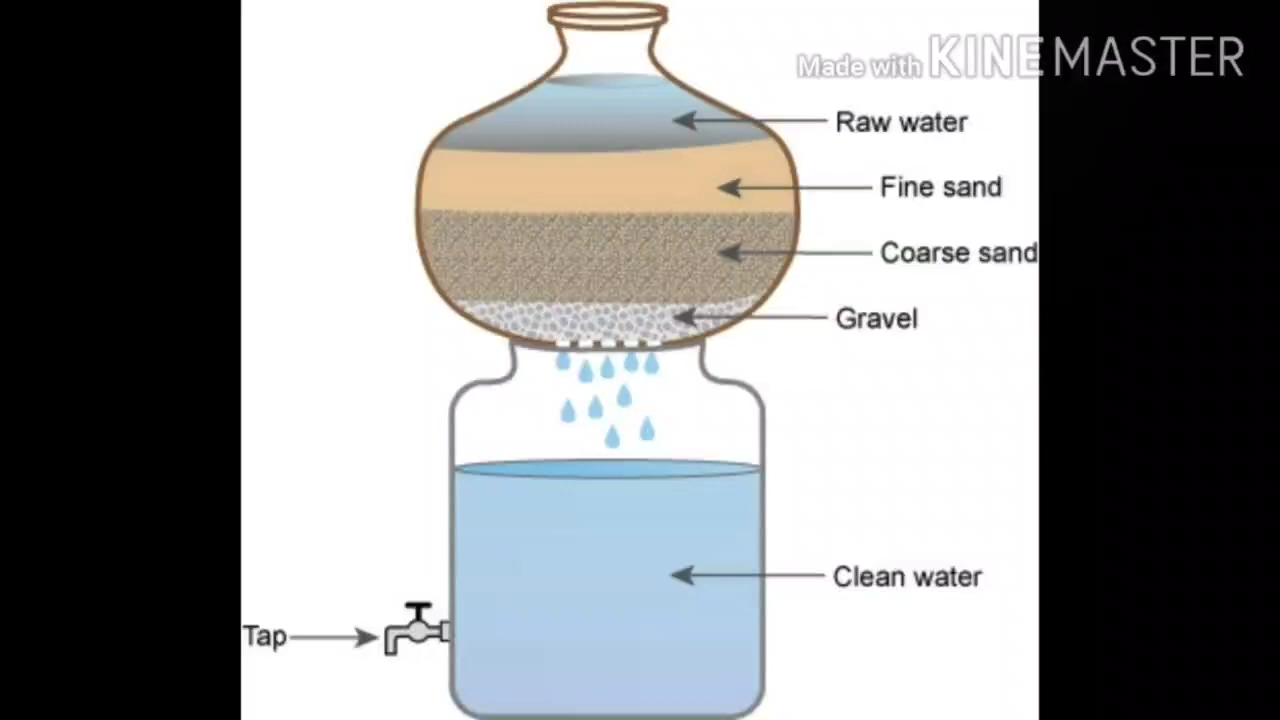 Made with KINEMASTER
Raw water
Fine sand
Coarse sand
Gravel
Clean water
Tap